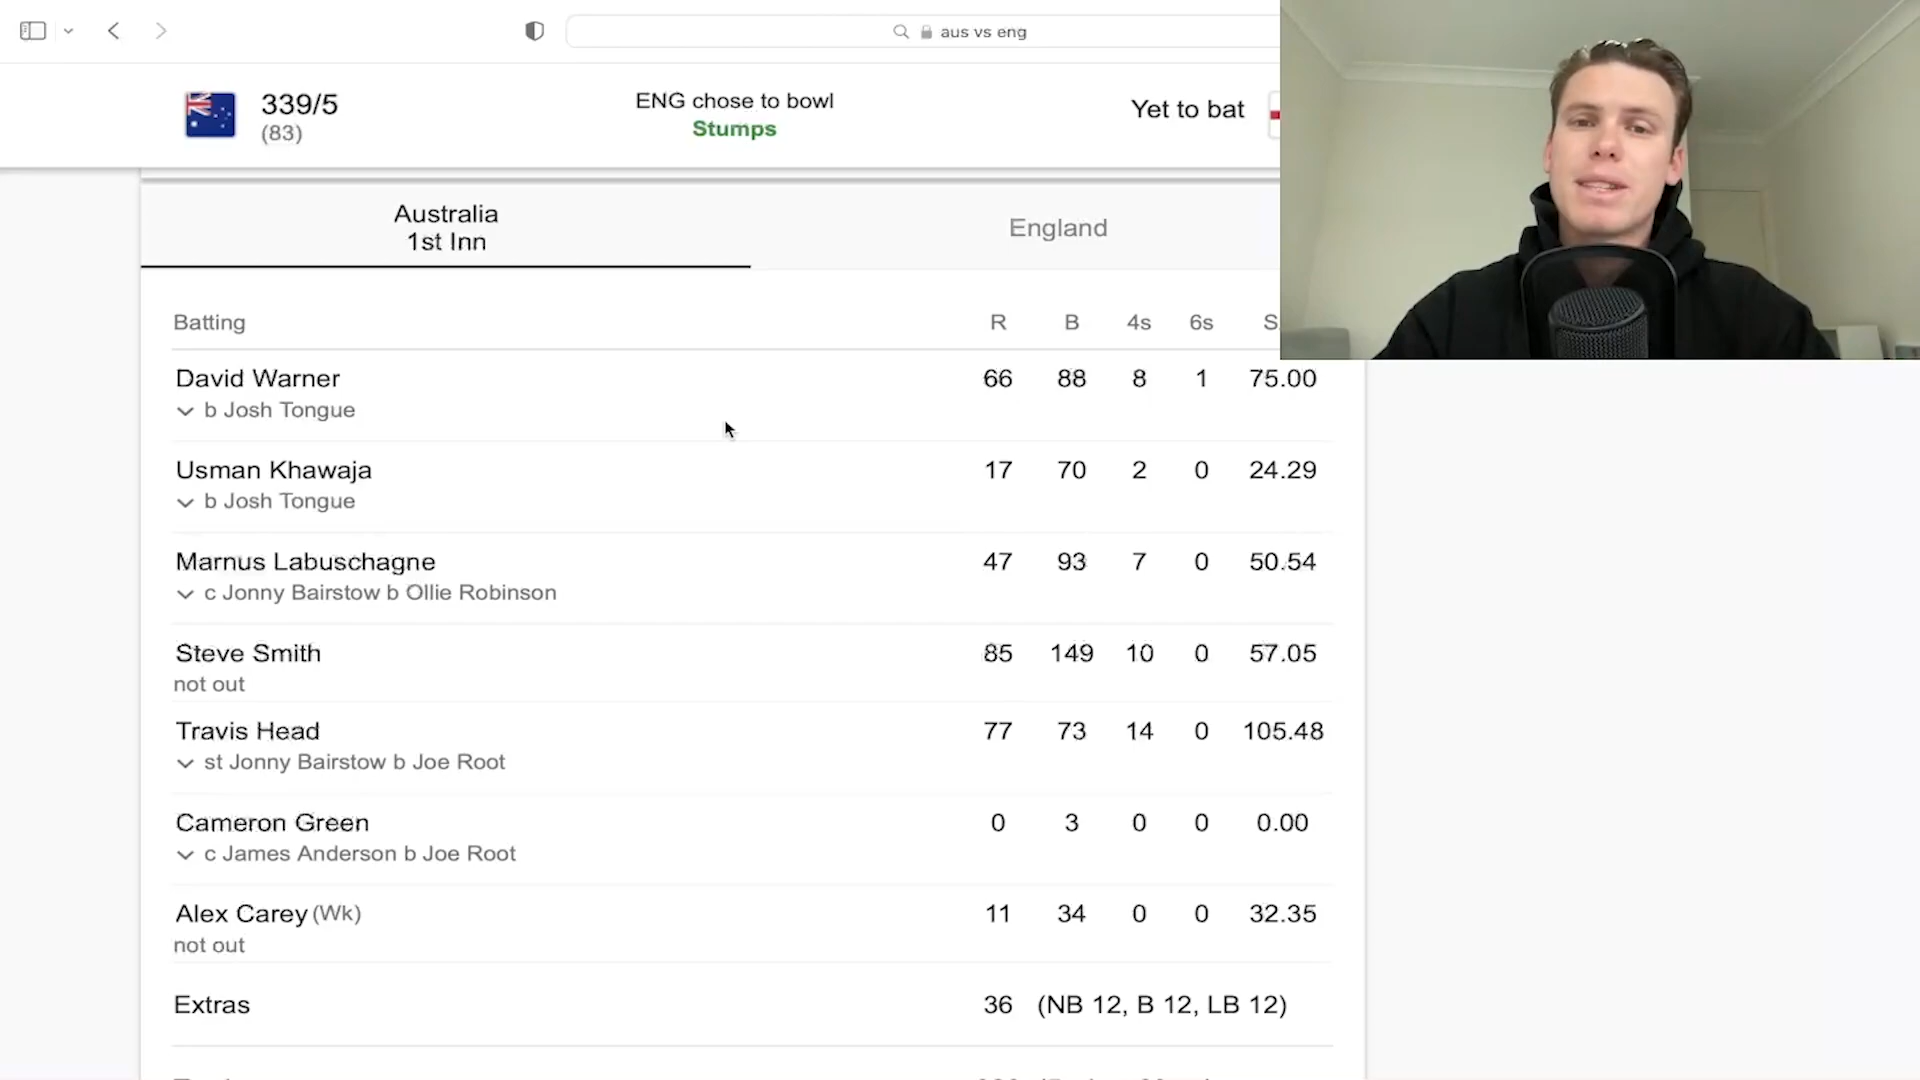 aus vs eng
339/5
(83)
ENG chose to bowl
Stumps
Yet to bat
Australia
1st Inn
England
Batting R B 4s 6s S
David Warner 66 88 8 1 75.00
b Josh Tongue
Usman Khawaja 17 70 2 0 24.29
b Josh Tongue
Marnus Labuschagne 47 93 7 0 50.54
c Jonny Bairstow b Ollie Robinson
Steve Smith 85 149 10 0 57.05
not out
Travis Head 77 73 14 0 105.48
st Jonny Bairstow b Joe Root
Cameron Green 0 3 0 0 0.00
c James Anderson b Joe Root
Alex Carey (Wk) 11 34 0 0 32.35
not out
Extras 36 (NB 12, B 12, LB 12)